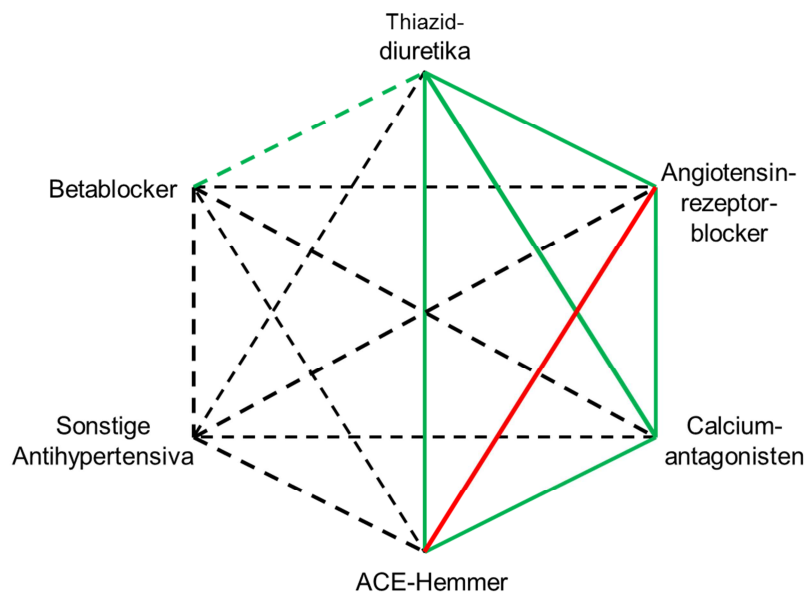 Thiazid-
diuretika
Betablocker
Angiotensin-
rezeptor-
blocker
Sonstige
Antihypertensiva
Calcium-
antagonisten
ACE-Hemmer